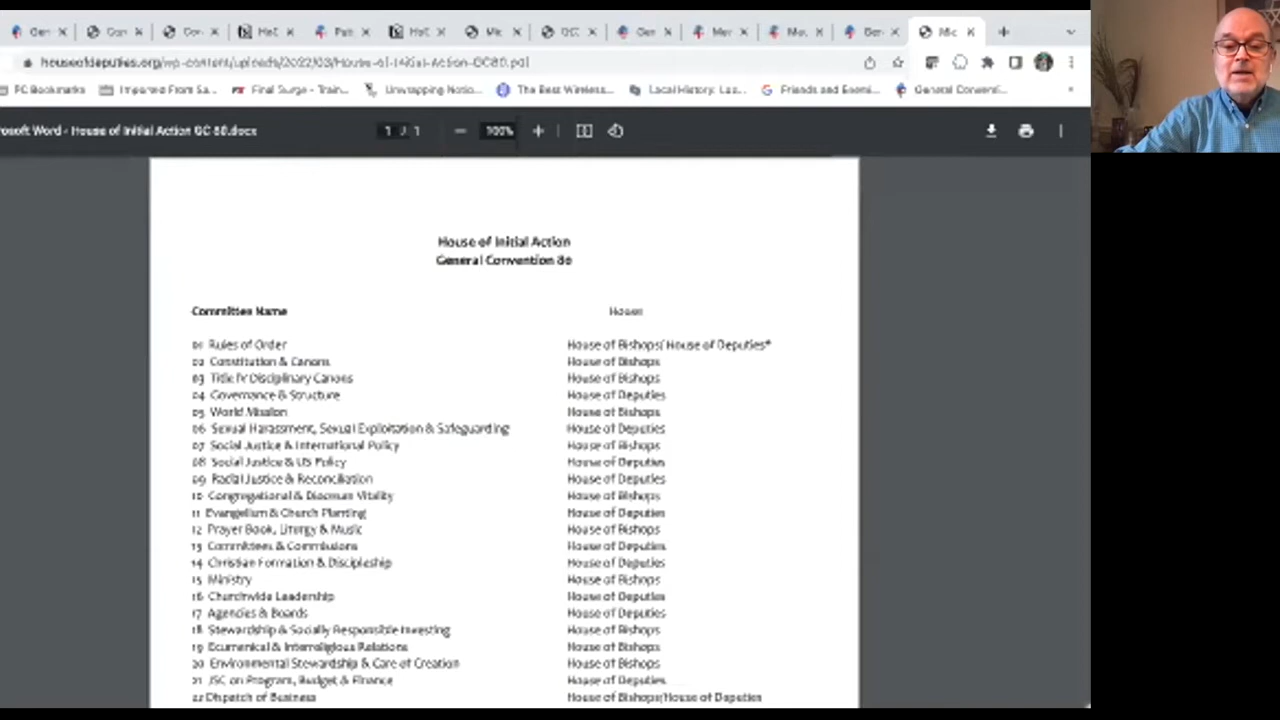 houseofdeputies.org/wp-content/uploads/2022/03/House-of-Initial-Action-GC80.pdf
PC Bookmarks Imported From Sa... Final Surge - Train... Unwrapping Notio... The Best Wireless... Local History: Lou... Friends and Enemi... General Conventi...
rosoft Word - House of Initial Action GC 80.docx 1 / 1 — 100% +
House of Initial Action
General Convention 80
Committee Name House
01 Rules of Order House of Bishops/House of Deputies*
02 Constitution & Canons House of Bishops
03 Title IV Disciplinary Canons House of Bishops
04 Governance & Structure House of Deputies
05 World Mission House of Bishops
06 Sexual Harassment, Sexual Exploitation & Safeguarding House of Deputies
07 Social Justice & International Policy House of Bishops
08 Social Justice & US Policy House of Deputies
09 Racial Justice & Reconciliation House of Deputies
10 Congregational & Diocesan Vitality House of Bishops
11 Evangelism & Church Planting House of Deputies
12 Prayer Book, Liturgy & Music House of Bishops
13 Committees & Commissions House of Deputies
14 Christian Formation & Discipleship House of Deputies
15 Ministry House of Bishops
16 Churchwide Leadership House of Deputies
17 Agencies & Boards House of Deputies
18 Stewardship & Socially Responsible Investing House of Bishops
19 Ecumenical & Interreligious Relations House of Bishops
20 Environmental Stewardship & Care of Creation House of Bishops
21 JSC on Program, Budget & Finance House of Deputies
22 Dispatch of Business House of Bishops/House of Deputies